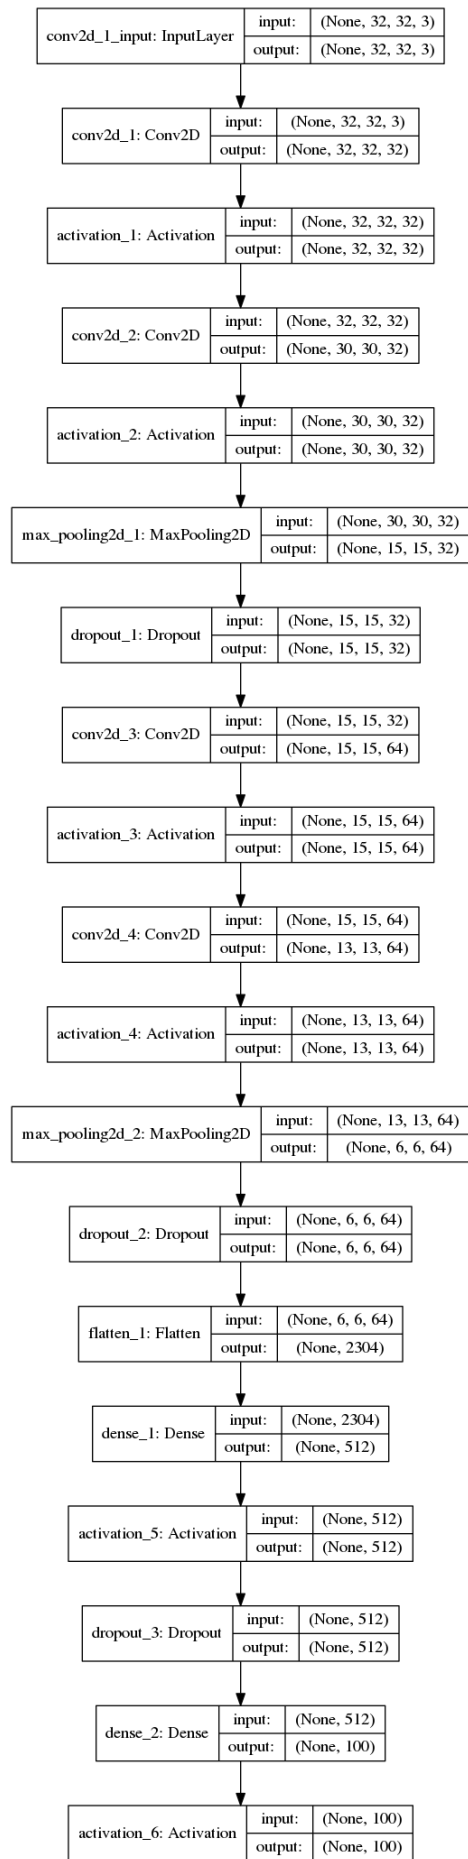 conv2d_1_input: InputLayer
input: (None, 32, 32, 3)
output: (None, 32, 32, 3)
conv2d_1: Conv2D
input: (None, 32, 32, 3)
output: (None, 32, 32, 32)
activation_1: Activation
input: (None, 32, 32, 32)
output: (None, 32, 32, 32)
conv2d_2: Conv2D
input: (None, 32, 32, 32)
output: (None, 30, 30, 32)
activation_2: Activation
input: (None, 30, 30, 32)
output: (None, 30, 30, 32)
max_pooling2d_1: MaxPooling2D
input: (None, 30, 30, 32)
output: (None, 15, 15, 32)
dropout_1: Dropout
input: (None, 15, 15, 32)
output: (None, 15, 15, 32)
conv2d_3: Conv2D
input: (None, 15, 15, 32)
output: (None, 15, 15, 64)
activation_3: Activation
input: (None, 15, 15, 64)
output: (None, 15, 15, 64)
conv2d_4: Conv2D
input: (None, 15, 15, 64)
output: (None, 13, 13, 64)
activation_4: Activation
input: (None, 13, 13, 64)
output: (None, 13, 13, 64)
max_pooling2d_2: MaxPooling2D
input: (None, 13, 13, 64)
output: (None, 6, 6, 64)
dropout_2: Dropout
input: (None, 6, 6, 64)
output: (None, 6, 6, 64)
flatten_1: Flatten
input: (None, 6, 6, 64)
output: (None, 2304)
dense_1: Dense
input: (None, 2304)
output: (None, 512)
activation_5: Activation
input: (None, 512)
output: (None, 512)
dropout_3: Dropout
input: (None, 512)
output: (None, 512)
dense_2: Dense
input: (None, 512)
output: (None, 100)
activation_6: Activation
input: (None, 100)
output: (None, 100)